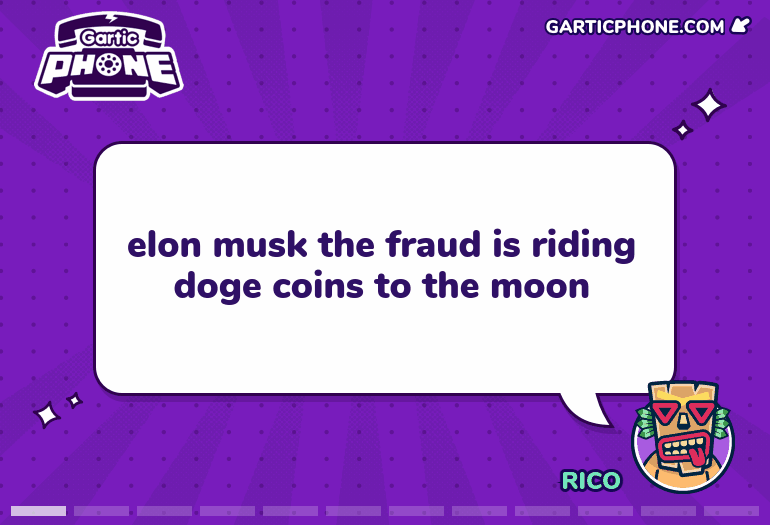 Gartic
PHONE
GARTICPHONE.COM
elon musk the fraud is riding
doge coins to the moon
RICO